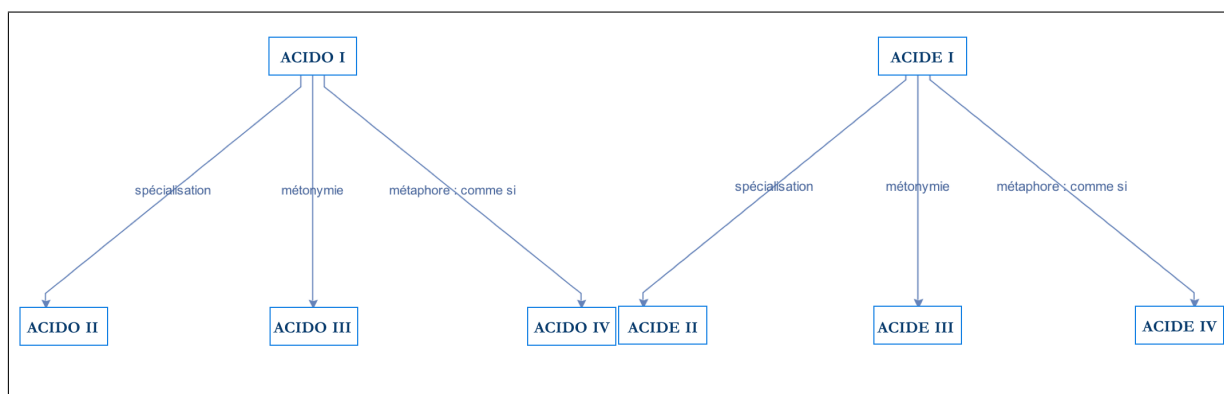 ACIDO I
ACIDE I
spécialisation
métonymie
métaphore : comme si
spécialisation
métonymie
métaphore : comme si
ACIDO II
ACIDO III
ACIDO IV
ACIDE II
ACIDE III
ACIDE IV